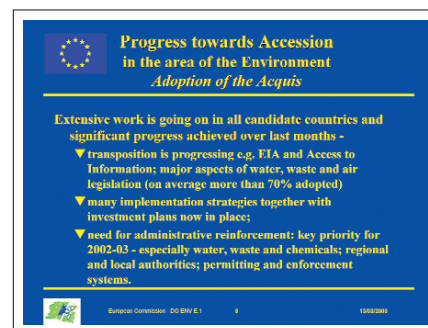 Progress towards Accession
in the area of the Environment
Adoption of the Acquis
Extensive work is going on in all candidate countries and
significant progress achieved over last months -
▼transposition is progressing e.g. EIA and Access to
Information; major aspects of water, waste and air
legislation (on average more than 70% adopted)
▼many implementation strategies together with
investment plans now in place;
▼need for administrative reinforcement: key priority for
2002-03 - especially water, waste and chemicals; regional
and local authorities; permitting and enforcement
systems.
European Commission DG ENV E.1